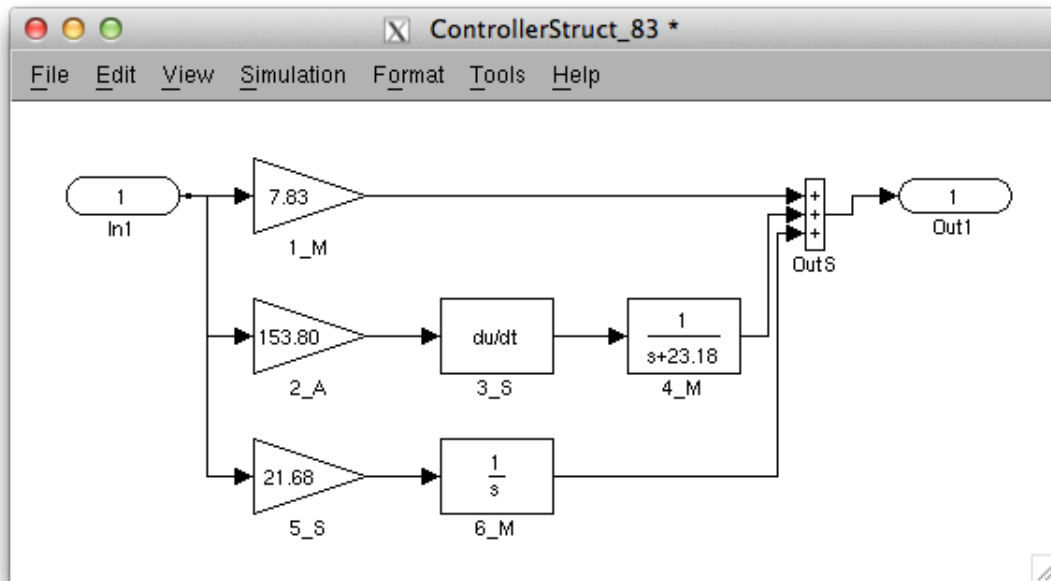 ControllerStruct_83 *
File Edit View Simulation Format Tools Help
1
In1
7.83
1_M
+
+
+
OutS
1
Out1
153.80
2_A
du/dt
3_S
1
s+23.18
4_M
21.68
5_S
1
s
6_M